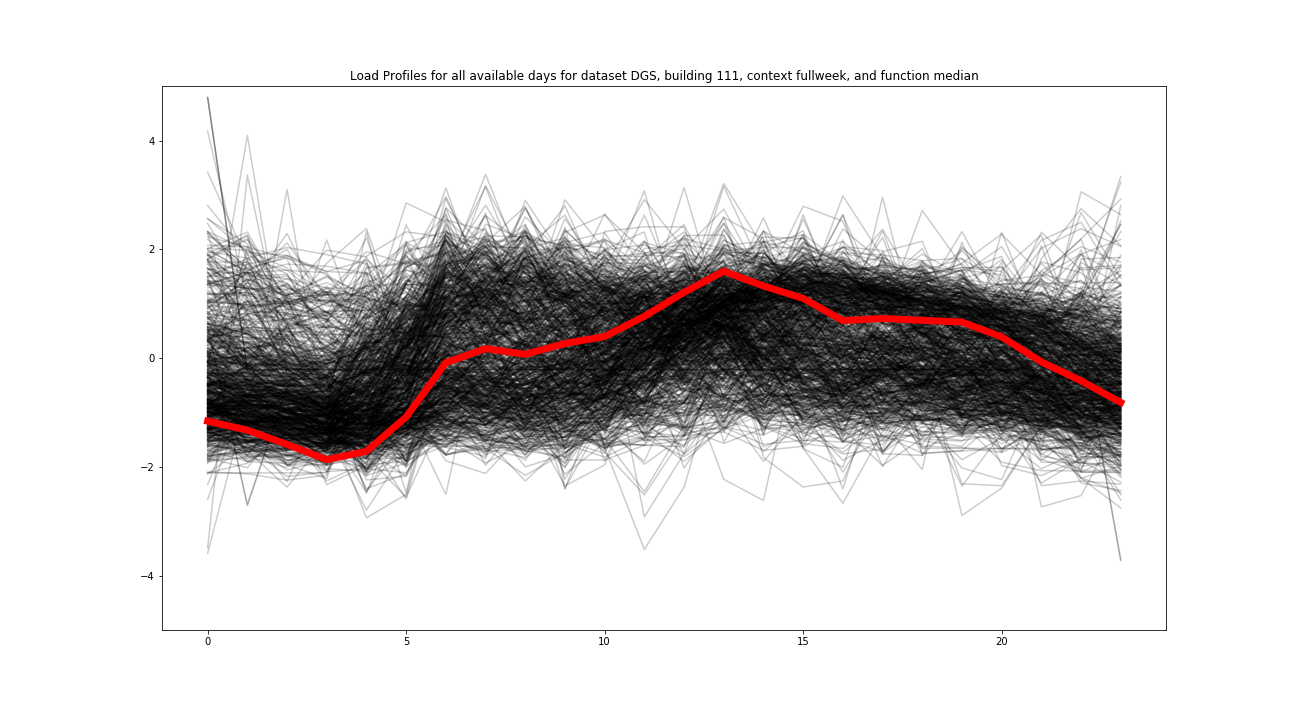 Load Profiles for all available days for dataset DGS, building 111, context fullweek, and function median
4
2
0
−2
−4
0 5 10 15 20